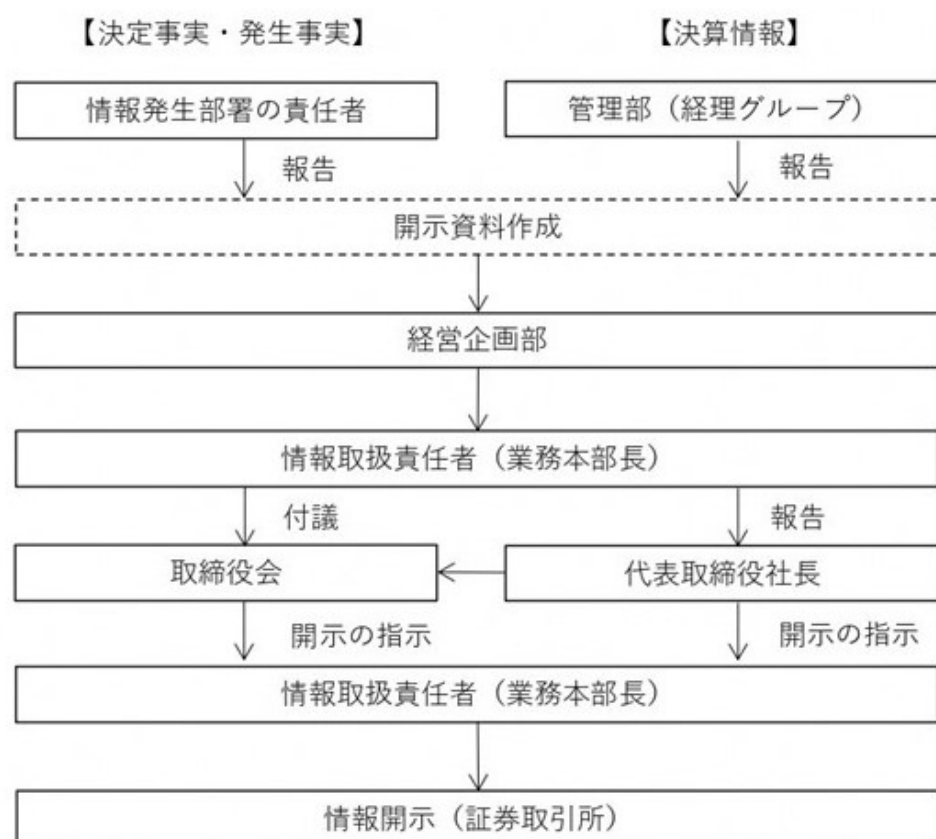 【決定事実・発生事実】
【決算情報】
情報発生部署の責任者
管理部（経理グループ）
報告
報告
開示資料作成
経営企画部
情報取扱責任者（業務本部長）
付議
報告
取締役会
代表取締役社長
開示の指示
開示の指示
情報取扱責任者（業務本部長）
情報開示（証券取引所）